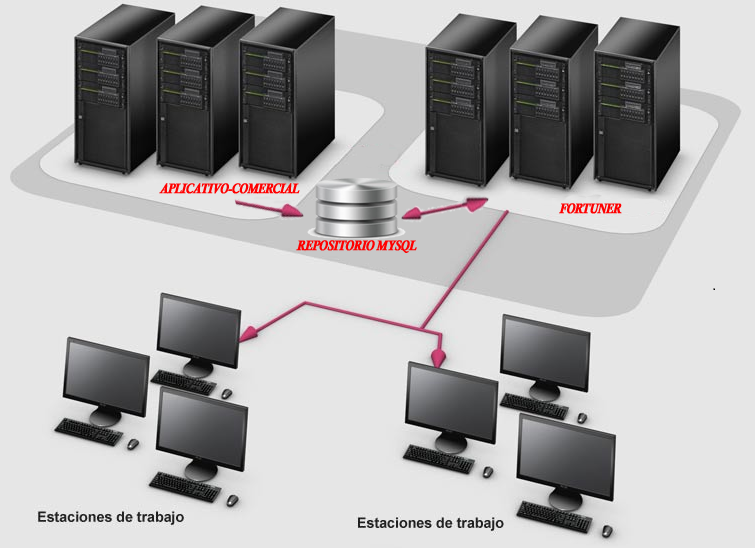 APLICATIVO-COMERCIAL
FORTUNER
REPOSITORIO MYSQL
Estaciones de trabajo
Estaciones de trabajo